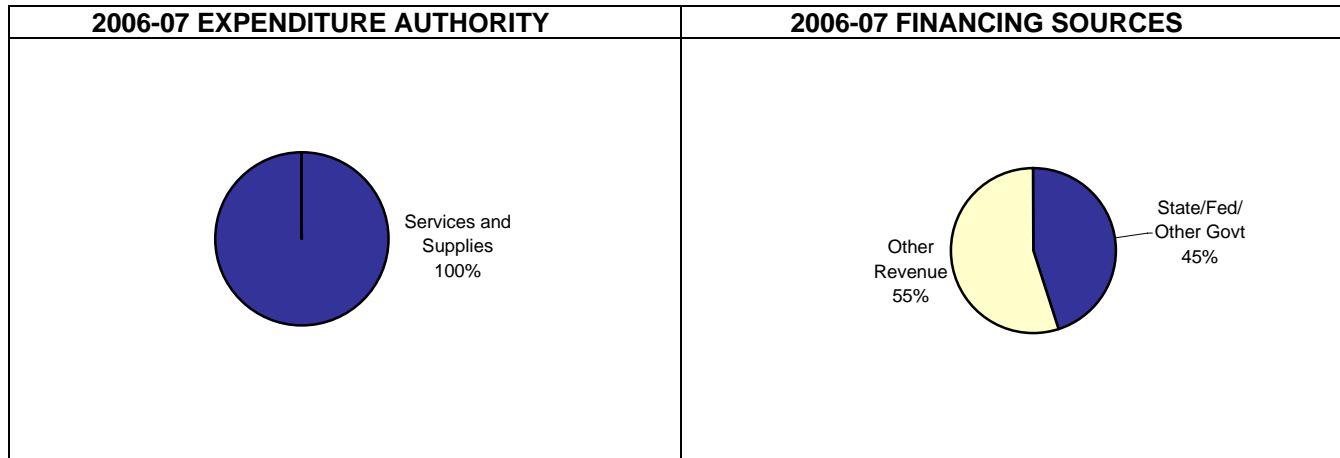 2006-07 EXPENDITURE AUTHORITY
2006-07 FINANCING SOURCES
Services and
Supplies
100%
Other
Revenue
55%
State/Fed/
Other Govt
45%